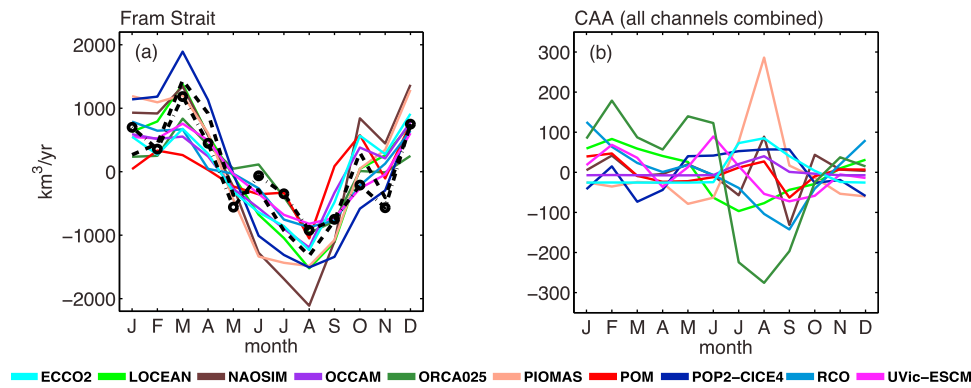 Fram Strait
(a)
km³/yr
2000
1000
0
−1000
−2000
J F M A M J J A S O N D
month
CAA (all channels combined)
(b)
300
200
100
0
−100
−200
−300
J F M A M J J A S O N D
month
ECCO2 LOCEAN NAOSIM OCCAM ORCA025 PIOMAS POM POP2−CICE4 RCO UVic−ESCM